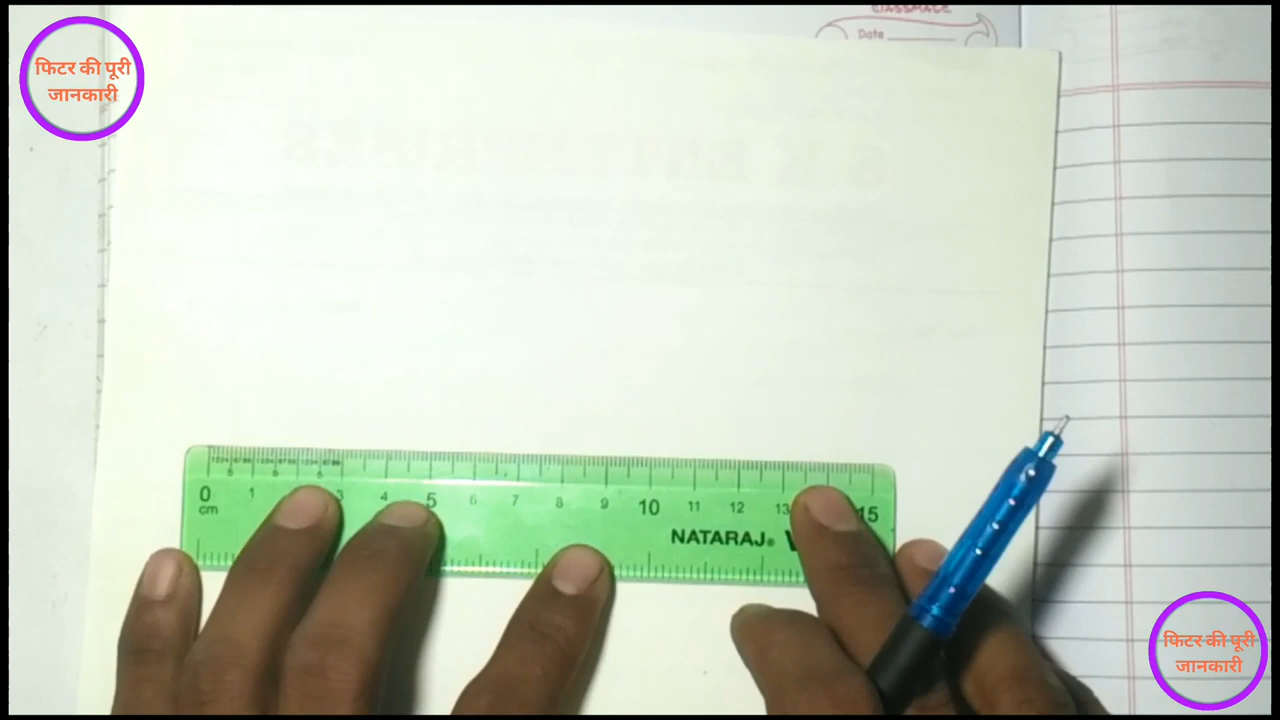 फिटर की पूरी
जानकारी
CLASSMATE
Date
0 1 3 4 5 6 7 8 9 10 11 12 13 15
cm
NATARAJ®
फिटर की पूरी
जानकारी